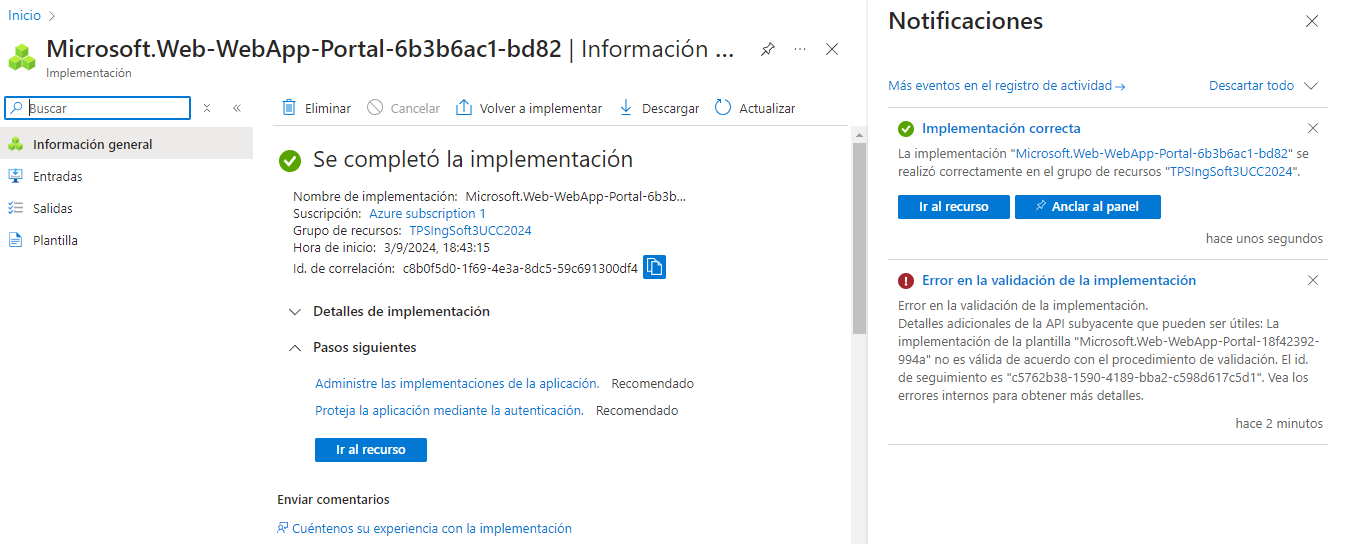 Inicio
Microsoft.Web-WebApp-Portal-6b3b6ac1-bd82 | Información ...
Implementación
Buscar
Información general
Entradas
Salidas
Plantilla
Eliminar
Cancelar
Volver a implementar
Descargar
Actualizar
Se completó la implementación
Nombre de implementación: Microsoft.Web-WebApp-Portal-6b3b...
Suscripción: Azure subscription 1
Grupo de recursos: TPSIngSoft3UCC2024
Hora de inicio: 3/9/2024, 18:43:15
Id. de correlación: c8b0f5d0-1f69-4e3a-8dc5-59c691300df4
Detalles de implementación
Pasos siguientes
Administre las implementaciones de la aplicación. Recomendado
Proteja la aplicación mediante la autenticación. Recomendado
Ir al recurso
Enviar comentarios
Cuéntenos su experiencia con la implementación
Notificaciones
Más eventos en el registro de actividad →
Descartar todo
Implementación correcta
La implementación "Microsoft.Web-WebApp-Portal-6b3b6ac1-bd82" se
realizó correctamente en el grupo de recursos "TPSIngSoft3UCC2024".
Ir al recurso
Anclar al panel
hace unos segundos
Error en la validación de la implementación
Error en la validación de la implementación.
Detalles adicionales de la API subyacente que pueden ser útiles: La
implementación de la plantilla "Microsoft.Web-WebApp-Portal-18f42392-
994a" no es válida de acuerdo con el procedimiento de validación. El id.
de seguimiento es "c5762b38-1590-4189-bba2-c598d617c5d1". Vea los
errores internos para obtener más detalles.
hace 2 minutos